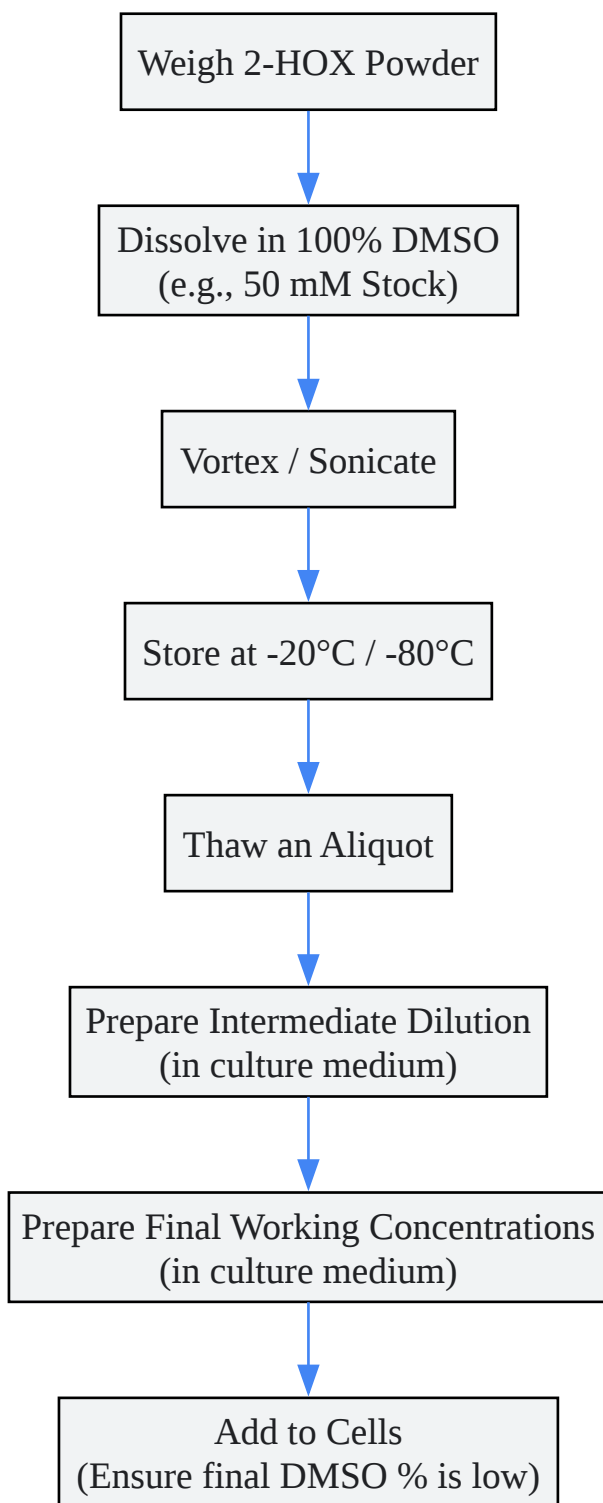 Weigh 2-HOX Powder
Dissolve in 100% DMSO
(e.g., 50 mM Stock)
Vortex / Sonicate
Store at -20°C / -80°C
Thaw an Aliquot
Prepare Intermediate Dilution
(in culture medium)
Prepare Final Working Concentrations
(in culture medium)
Add to Cells
(Ensure final DMSO % is low)